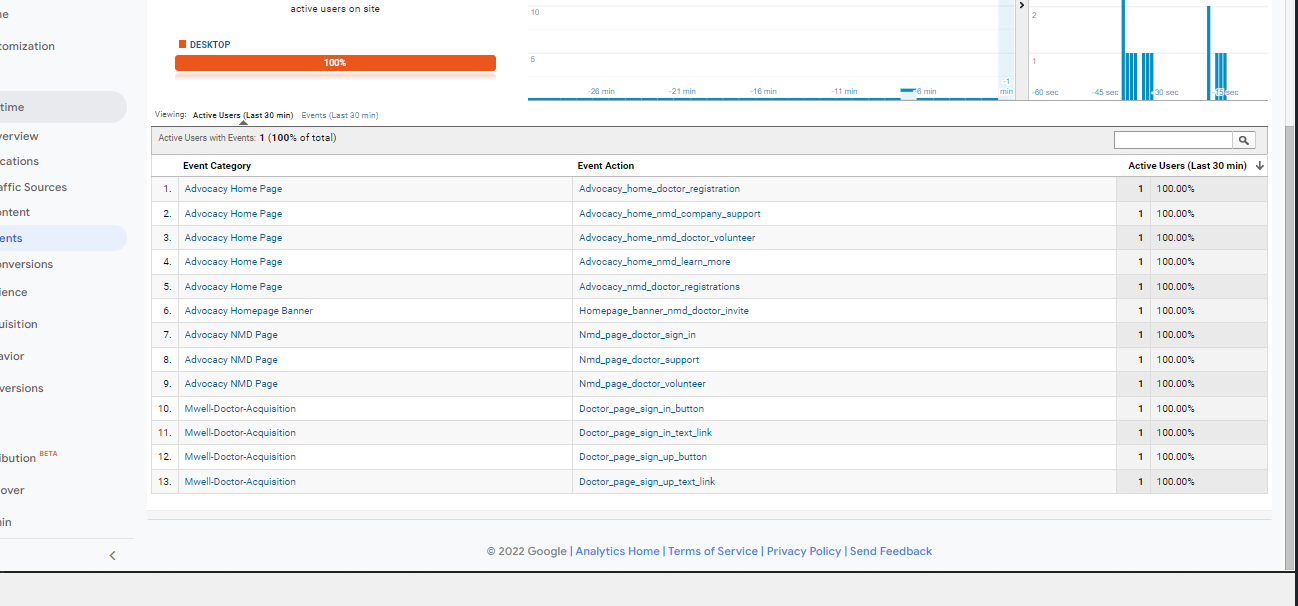 active users on site
DESKTOP
100%
10
5
-26 min
-21 min
-16 min
-11 min
-6 min
-1
min
2
1
-60 sec
-45 sec
-30 sec
-15 sec
me
tomization
time
verview
cations
affic Sources
ontent
ents
onversions
ience
uisition
avior
versions
ibution BETA
over
in
Viewing: Active Users (Last 30 min) Events (Last 30 min)
Active Users with Events: 1 (100% of total)
Event Category Event Action Active Users (Last 30 min)
1. Advocacy Home Page Advocacy_home_doctor_registration 1 100.00%
2. Advocacy Home Page Advocacy_home_nmd_company_support 1 100.00%
3. Advocacy Home Page Advocacy_home_nmd_doctor_volunteer 1 100.00%
4. Advocacy Home Page Advocacy_home_nmd_learn_more 1 100.00%
5. Advocacy Home Page Advocacy_nmd_doctor_registrations 1 100.00%
6. Advocacy Homepage Banner Homepage_banner_nmd_doctor_invite 1 100.00%
7. Advocacy NMD Page Nmd_page_doctor_sign_in 1 100.00%
8. Advocacy NMD Page Nmd_page_doctor_support 1 100.00%
9. Advocacy NMD Page Nmd_page_doctor_volunteer 1 100.00%
10. Mwell-Doctor-Acquisition Doctor_page_sign_in_button 1 100.00%
11. Mwell-Doctor-Acquisition Doctor_page_sign_in_text_link 1 100.00%
12. Mwell-Doctor-Acquisition Doctor_page_sign_up_button 1 100.00%
13. Mwell-Doctor-Acquisition Doctor_page_sign_up_text_link 1 100.00%
© 2022 Google | Analytics Home | Terms of Service | Privacy Policy | Send Feedback